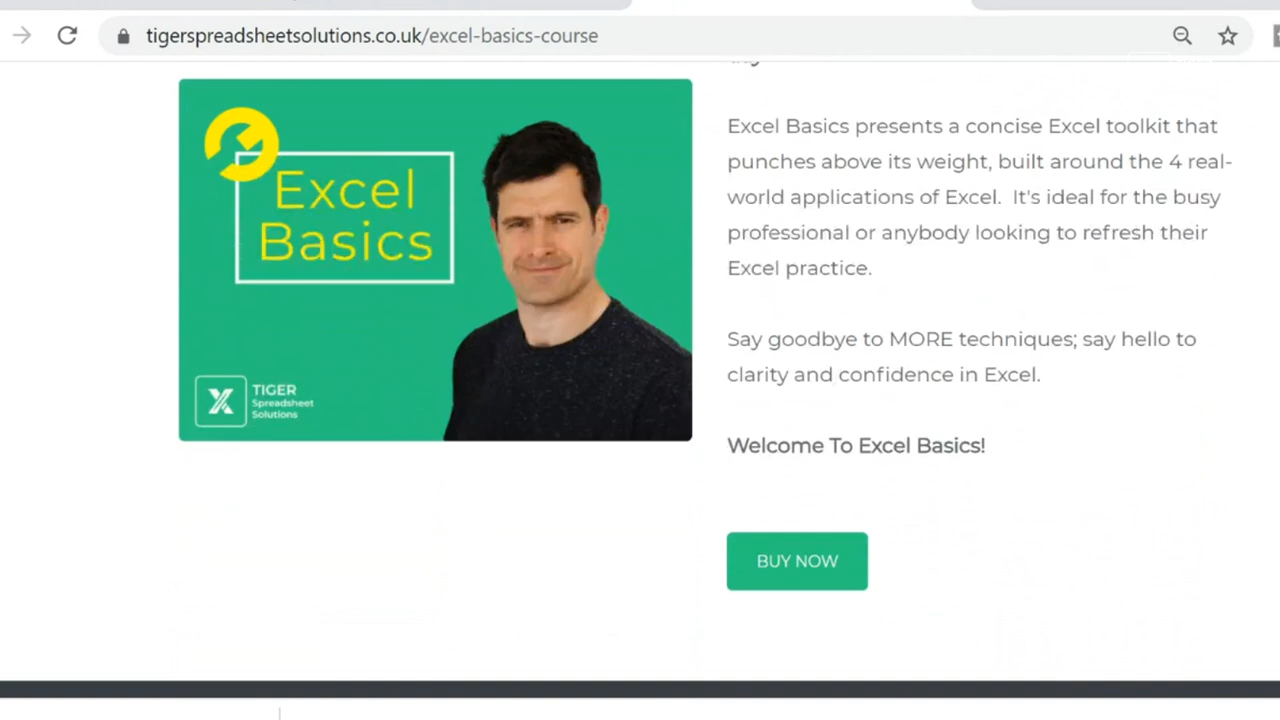 tigerspreadsheetsolutions.co.uk/excel-basics-course
Excel
Basics
TIGER
Spreadsheet
Solutions
Excel Basics presents a concise Excel toolkit that
punches above its weight, built around the 4 real-
world applications of Excel.  It's ideal for the busy
professional or anybody looking to refresh their
Excel practice.
Say goodbye to MORE techniques; say hello to
clarity and confidence in Excel.
Welcome To Excel Basics!
BUY NOW